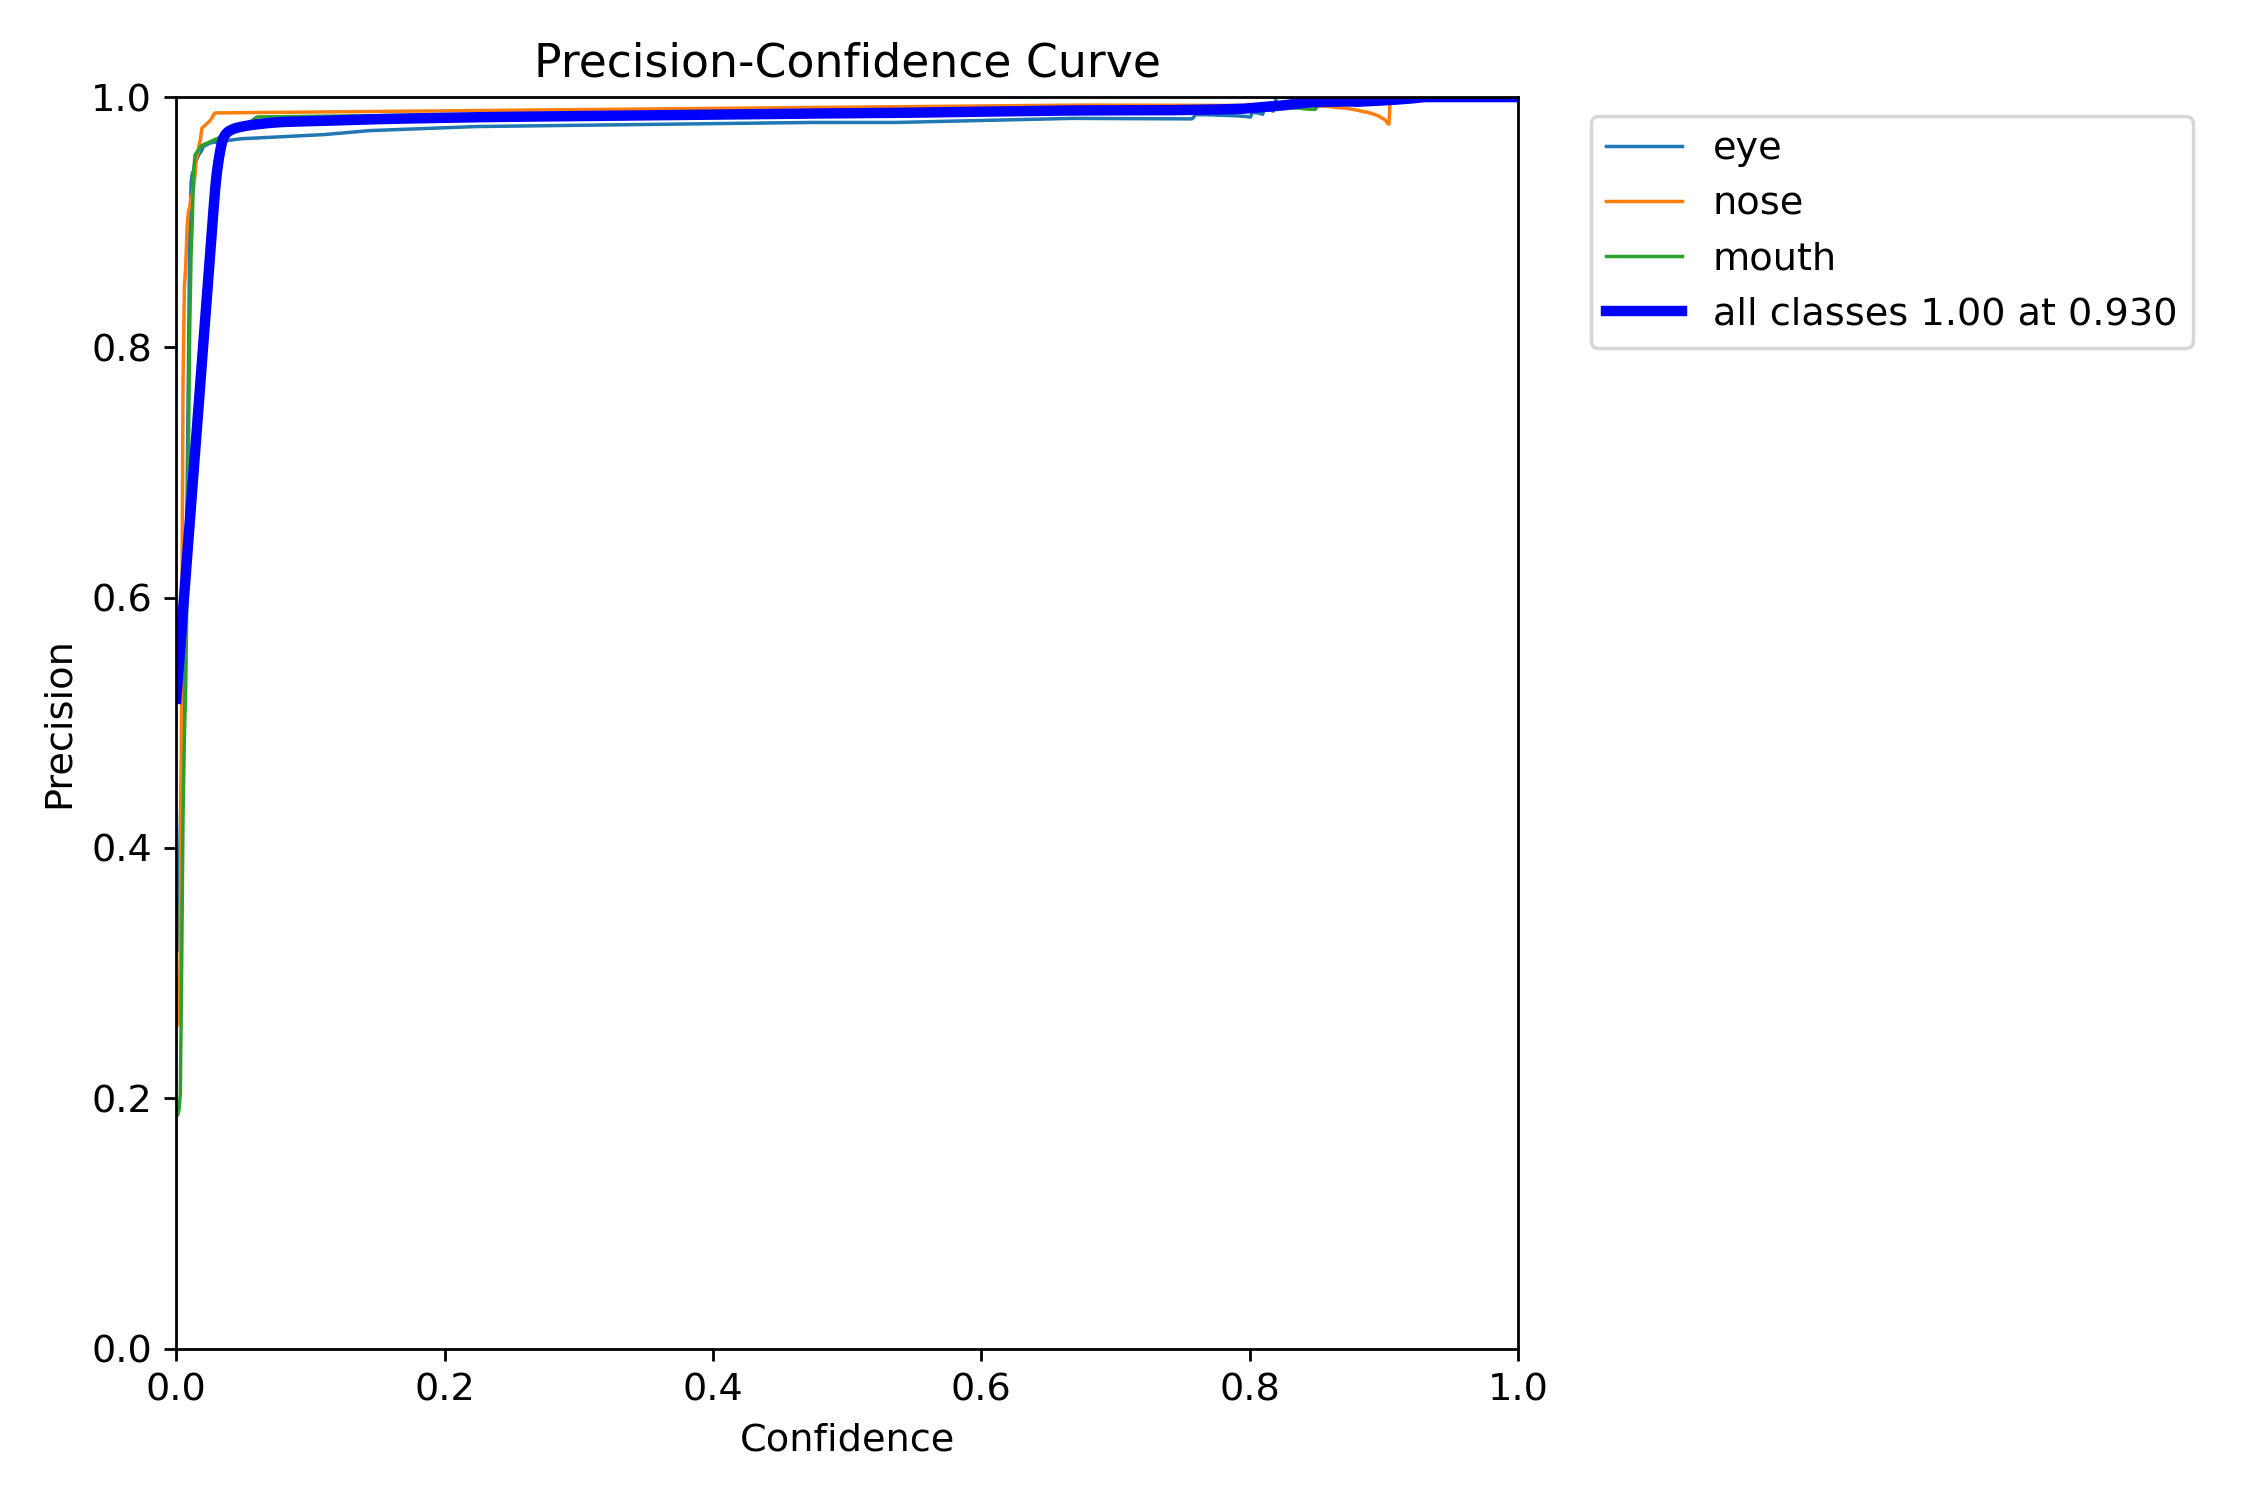 Precision-Confidence Curve
1.0
0.8
0.6
0.4
0.2
0.0
Precision
0.0 0.2 0.4 0.6 0.8 1.0
Confidence
eye
nose
mouth
all classes 1.00 at 0.930